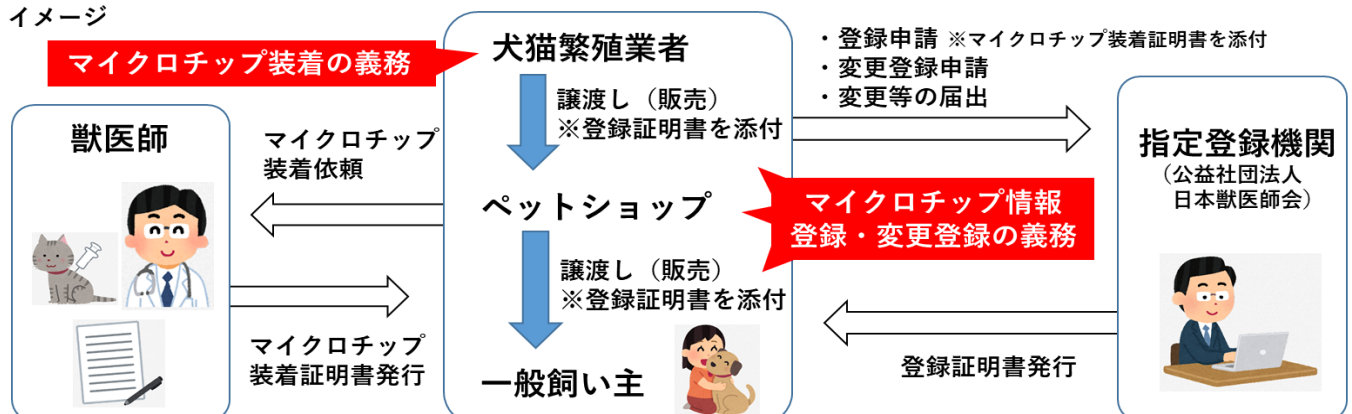 イメージ
マイクロチップ装着の義務
獣医師
マイクロチップ
装着依頼
マイクロチップ
装着証明書発行
犬猫繁殖業者
譲渡し（販売）
※登録証明書を添付
ペットショップ
譲渡し（販売）
※登録証明書を添付
一般飼い主
マイクロチップ情報
登録・変更登録の義務
・登録申請 ※マイクロチップ装着証明書を添付
・変更登録申請
・変更等の届出
指定登録機関
（公益社団法人
日本獣医師会）
登録証明書発行